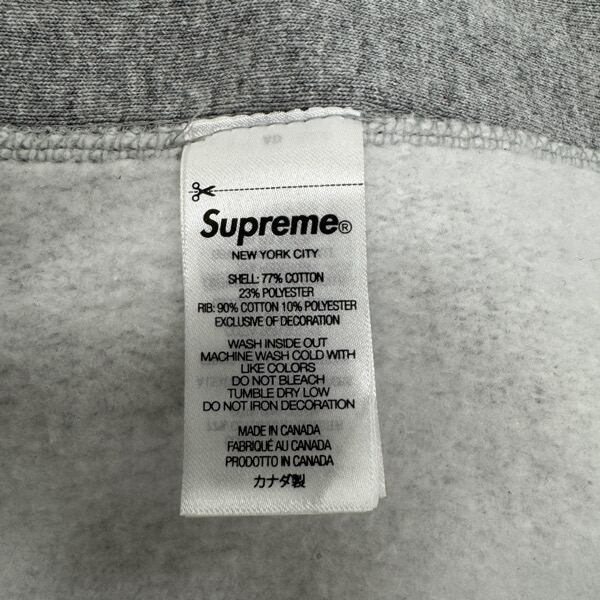 Supreme®
NEW YORK CITY
SHELL: 77% COTTON
23% POLYESTER
RIB: 90% COTTON 10% POLYESTER
EXCLUSIVE OF DECORATION
WASH INSIDE OUT
MACHINE WASH COLD WITH
LIKE COLORS
DO NOT BLEACH
TUMBLE DRY LOW
DO NOT IRON DECORATION
MADE IN CANADA
FABRIQUÉ AU CANADA
PRODOTTO IN CANADA
カナダ製